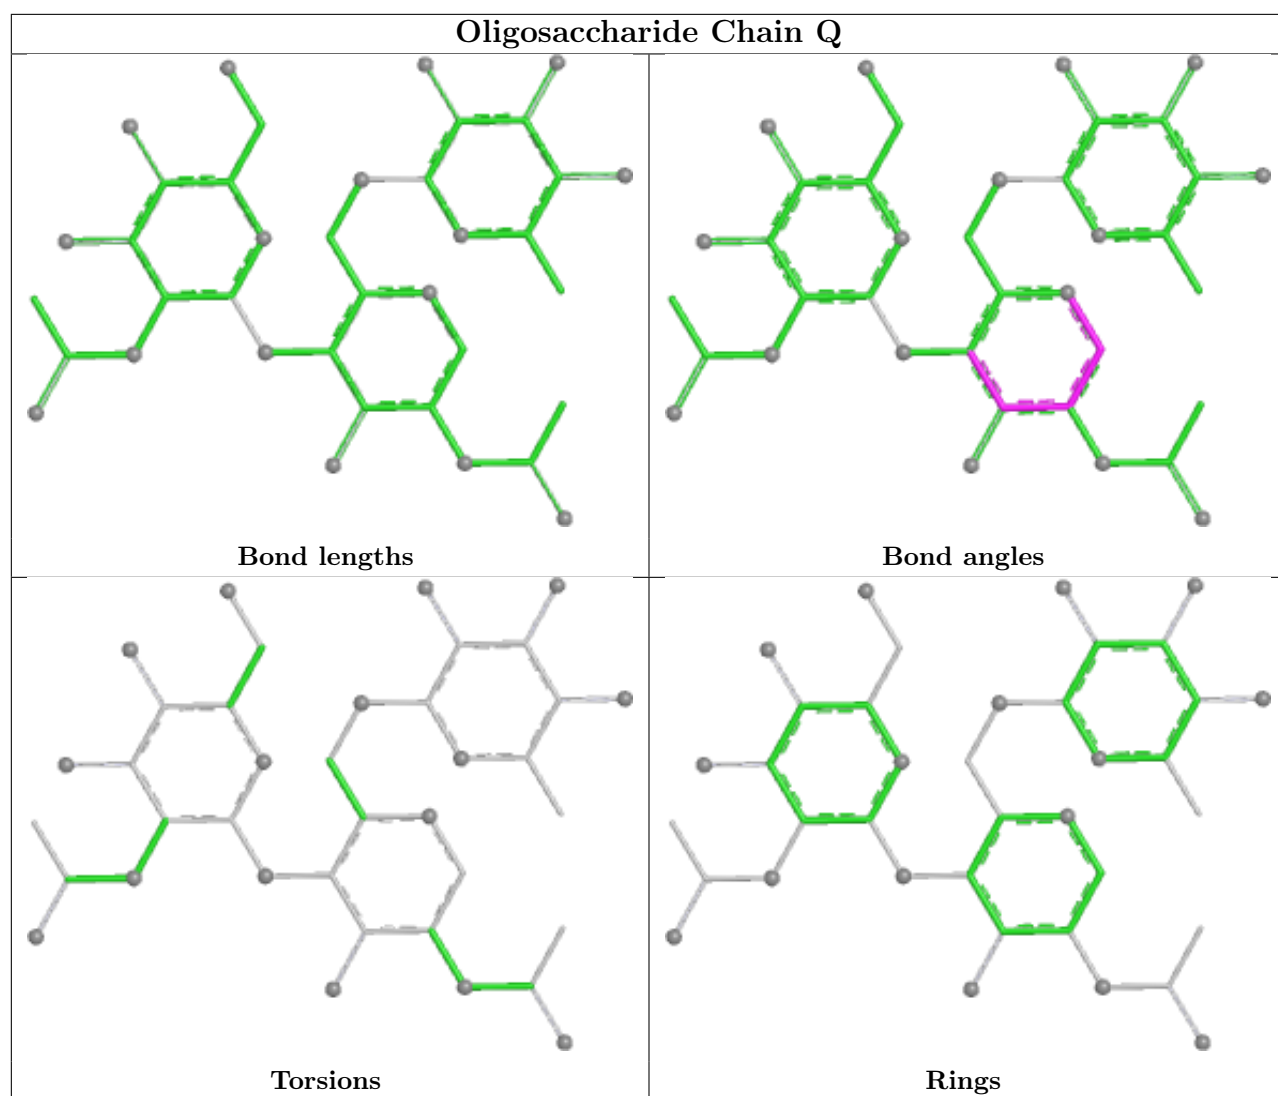 Oligosaccharide Chain Q
Bond lengths
Bond angles
Torsions
Rings